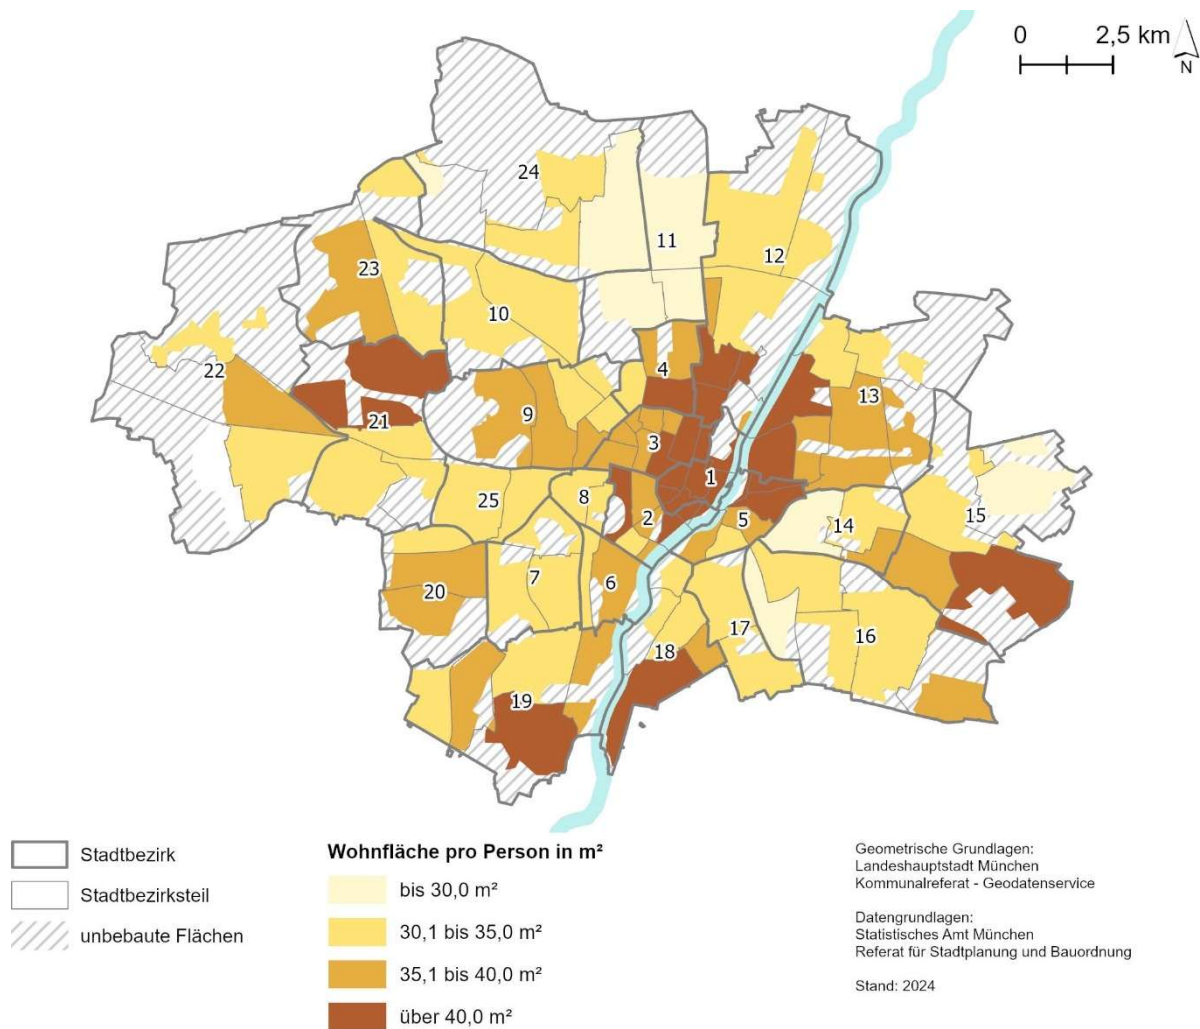 0 2,5 km
N
24
11
12
23
10
4
22
13
9
21
3
1
25
8
2
5
14
15
7
6
20
17
16
18
19
Stadtbezirk
Stadtbezirksteil
unbebaute Flächen
Wohnfläche pro Person in m²
bis 30,0 m²
30,1 bis 35,0 m²
35,1 bis 40,0 m²
über 40,0 m²
Geometrische Grundlagen:
Landeshauptstadt München
Kommunalreferat - Geodatenservice
Datengrundlagen:
Statistisches Amt München
Referat für Stadtplanung und Bauordnung
Stand: 2024